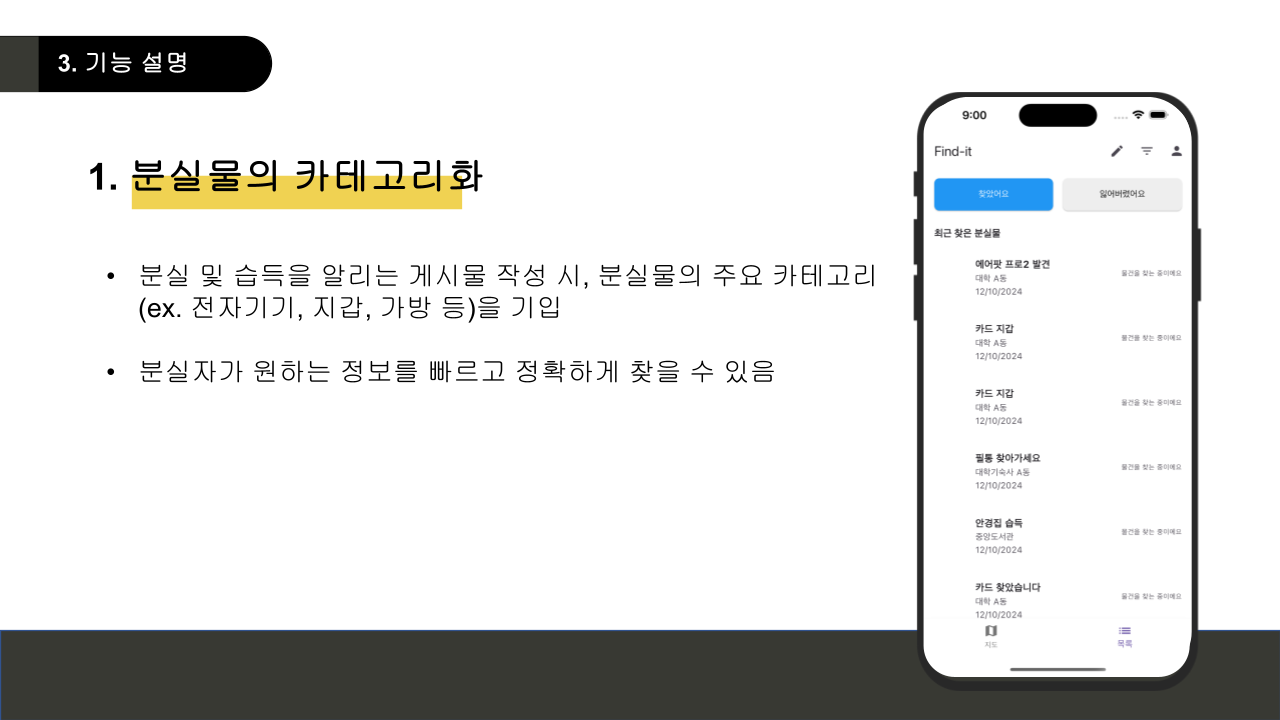 3. 기능 설명
1. 분실물의 카테고리화
• 분실 및 습득을 알리는 게시물 작성 시, 분실물의 주요 카테고리
(ex. 전자기기, 지갑, 가방 등)을 기입
• 분실자가 원하는 정보를 빠르고 정확하게 찾을 수 있음
9:00
Find-it
찾았어요
잃어버렸어요
최근 찾은 분실물
에어팟 프로2 발견
대학 A동
12/10/2024
물건을 찾는 중이예요
카드 지갑
대학 A동
12/10/2024
물건을 찾는 중이예요
카드 지갑
대학 A동
12/10/2024
물건을 찾는 중이예요
필통 찾아가세요
대학기숙사 A동
12/10/2024
물건을 찾는 중이예요
안경집 습득
중앙도서관
12/10/2024
물건을 찾는 중이예요
카드 찾았습니다
대학 A동
12/10/2024
물건을 찾는 중이예요
지도
목록